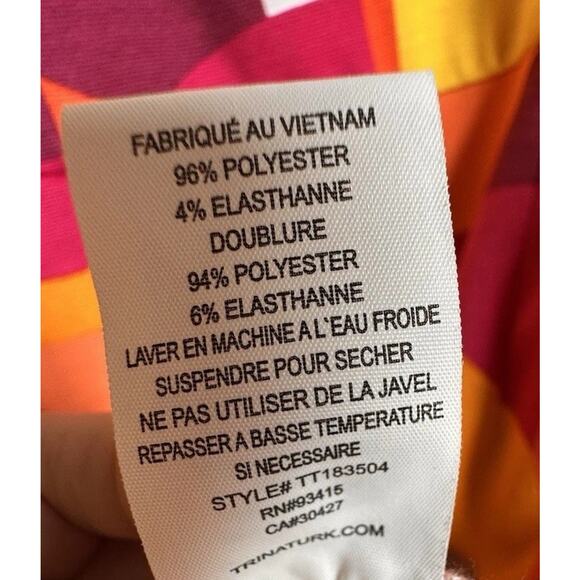 FABRIQUÉ AU VIETNAM
96% POLYESTER
4% ELASTHANNE
DOUBLURE
94% POLYESTER
6% ELASTHANNE
LAVER EN MACHINE A L`EAU FROIDE
SUSPENDRE POUR SECHER
NE PAS UTILISER DE LA JAVEL
REPASSER A BASSE TEMPERATURE
SI NECESSAIRE
STYLE# TT183504
RN#93415
CA#30427
TRINATURK.COM